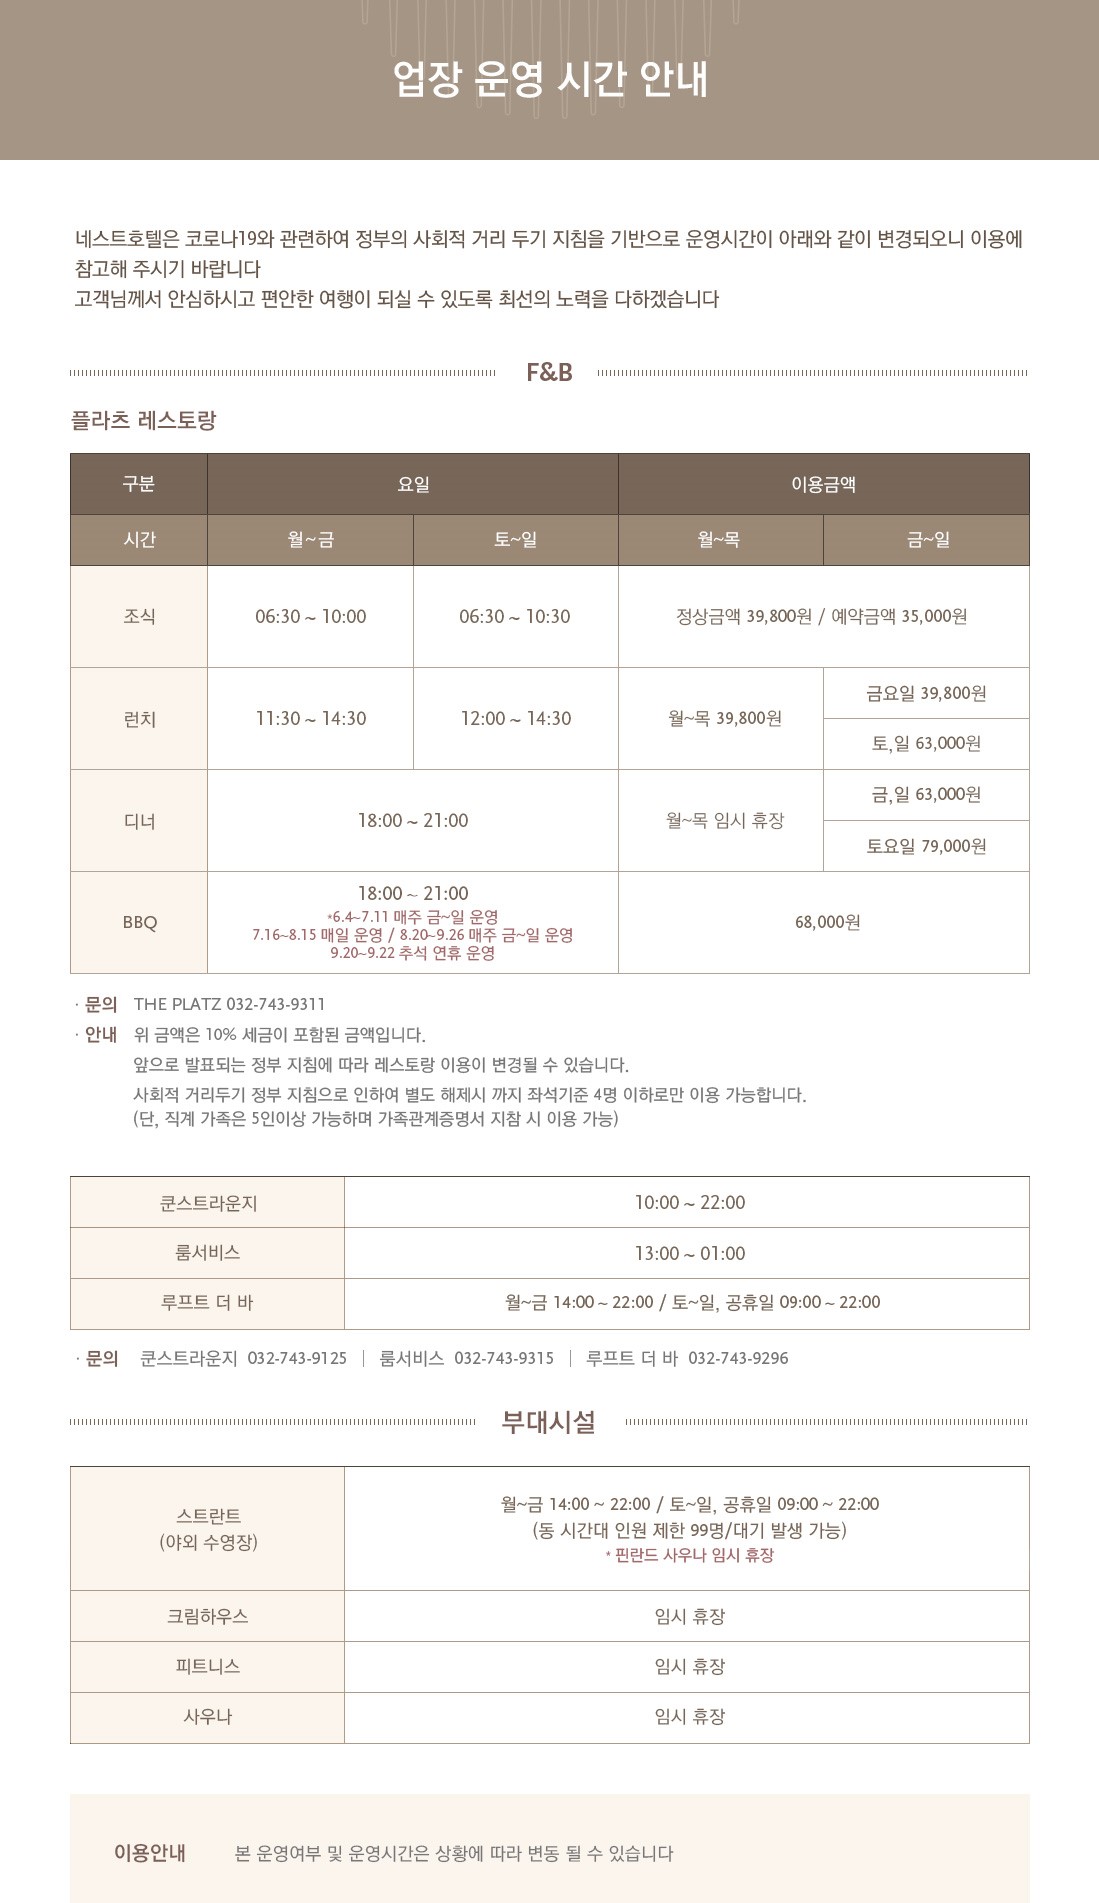 업장 운영 시간 안내
네스트호텔은 코로나19와 관련하여 정부의 사회적 거리 두기 지침을 기반으로 운영시간이 아래와 같이 변경되오니 이용에
참고해 주시기 바랍니다
고객님께서 안심하시고 편안한 여행이 되실 수 있도록 최선의 노력을 다하겠습니다
F&B
플라츠 레스토랑
구분 요일 이용금액
시간 월~금 토~일 월~목 금~일
조식 06:30 ~ 10:00 06:30 ~ 10:30 정상금액 39,800원 / 예약금액 35,000원
런치 11:30 ~ 14:30 12:00 ~ 14:30 월~목 39,800원 금요일 39,800원
토,일 63,000원
디너 18:00 ~ 21:00 월~목 임시 휴장 금,일 63,000원
토요일 79,000원
BBQ 18:00 ~ 21:00 68,000원
*6.4~7.11 매주 금~일 운영
7.16~8.15 매일 운영 / 8.20~9.26 매주 금~일 운영
9.20~9.22 추석 연휴 운영
· 문의 THE PLATZ 032-743-9311
· 안내 위 금액은 10% 세금이 포함된 금액입니다.
앞으로 발표되는 정부 지침에 따라 레스토랑 이용이 변경될 수 있습니다.
사회적 거리두기 정부 지침으로 인하여 별도 해제시 까지 좌석기준 4명 이하로만 이용 가능합니다.
(단, 직계 가족은 5인이상 가능하며 가족관계증명서 지참 시 이용 가능)
쿤스트라운지 10:00 ~ 22:00
룸서비스 13:00 ~ 01:00
루프트 더 바 월~금 14:00 ~ 22:00 / 토~일, 공휴일 09:00 ~ 22:00
· 문의 쿤스트라운지 032-743-9125 | 룸서비스 032-743-9315 | 루프트 더 바 032-743-9296
부대시설
스트란트
(야외 수영장)
월~금 14:00 ~ 22:00 / 토~일, 공휴일 09:00 ~ 22:00
(동 시간대 인원 제한 99명/대기 발생 가능)
* 핀란드 사우나 임시 휴장
크림하우스 임시 휴장
피트니스 임시 휴장
사우나 임시 휴장
이용안내 본 운영여부 및 운영시간은 상황에 따라 변동 될 수 있습니다